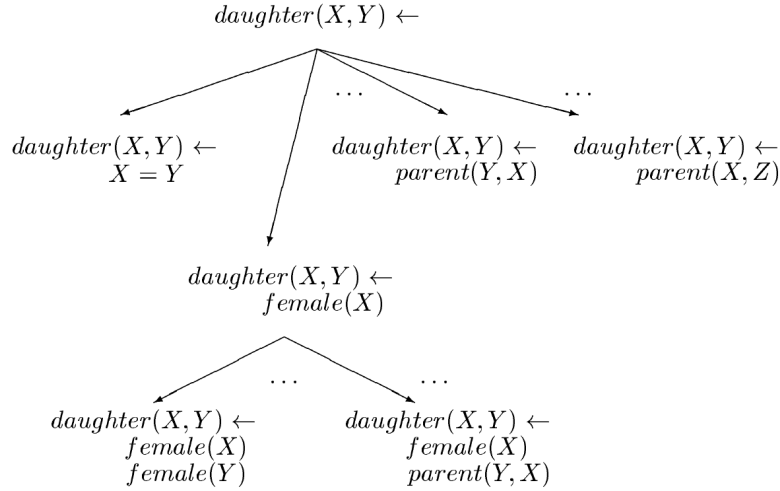 daughter(X, Y) ←
... ...
daughter(X, Y) ←
X = Y
daughter(X, Y) ←
parent(Y, X)
daughter(X, Y) ←
parent(X, Z)
daughter(X, Y) ←
female(X)
... ...
daughter(X, Y) ←
female(X)
female(Y)
daughter(X, Y) ←
female(X)
parent(Y, X)